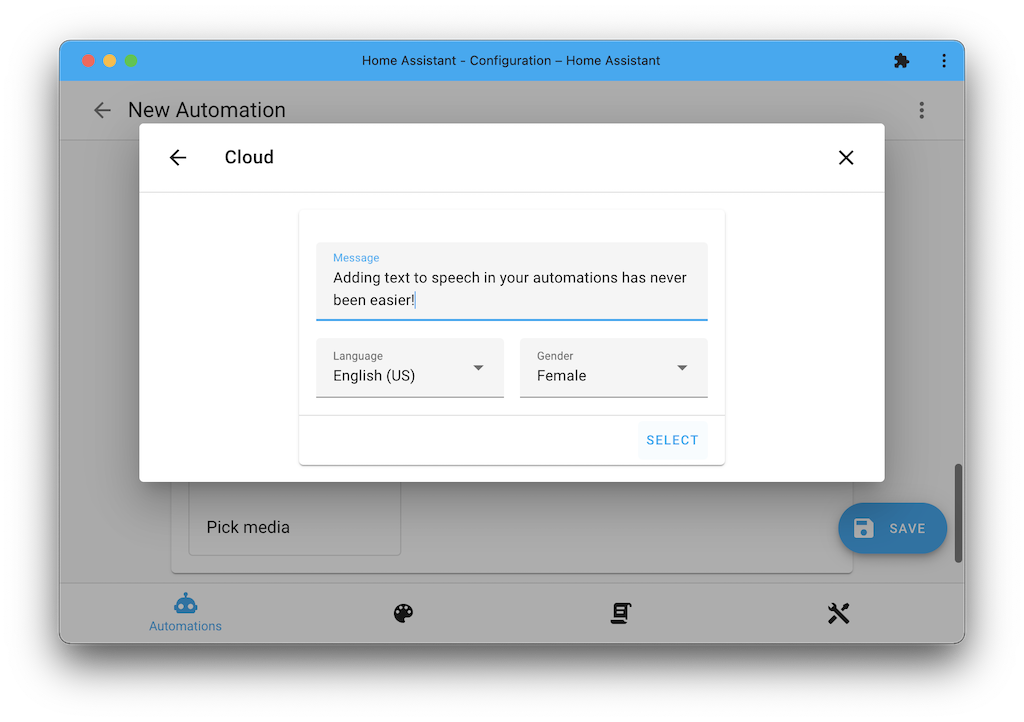 Home Assistant - Configuration – Home Assistant
New Automation
Cloud
Message
Adding text to speech in your automations has never
been easier!
Language
English (US)
Gender
Female
SELECT
Pick media
SAVE
Automations